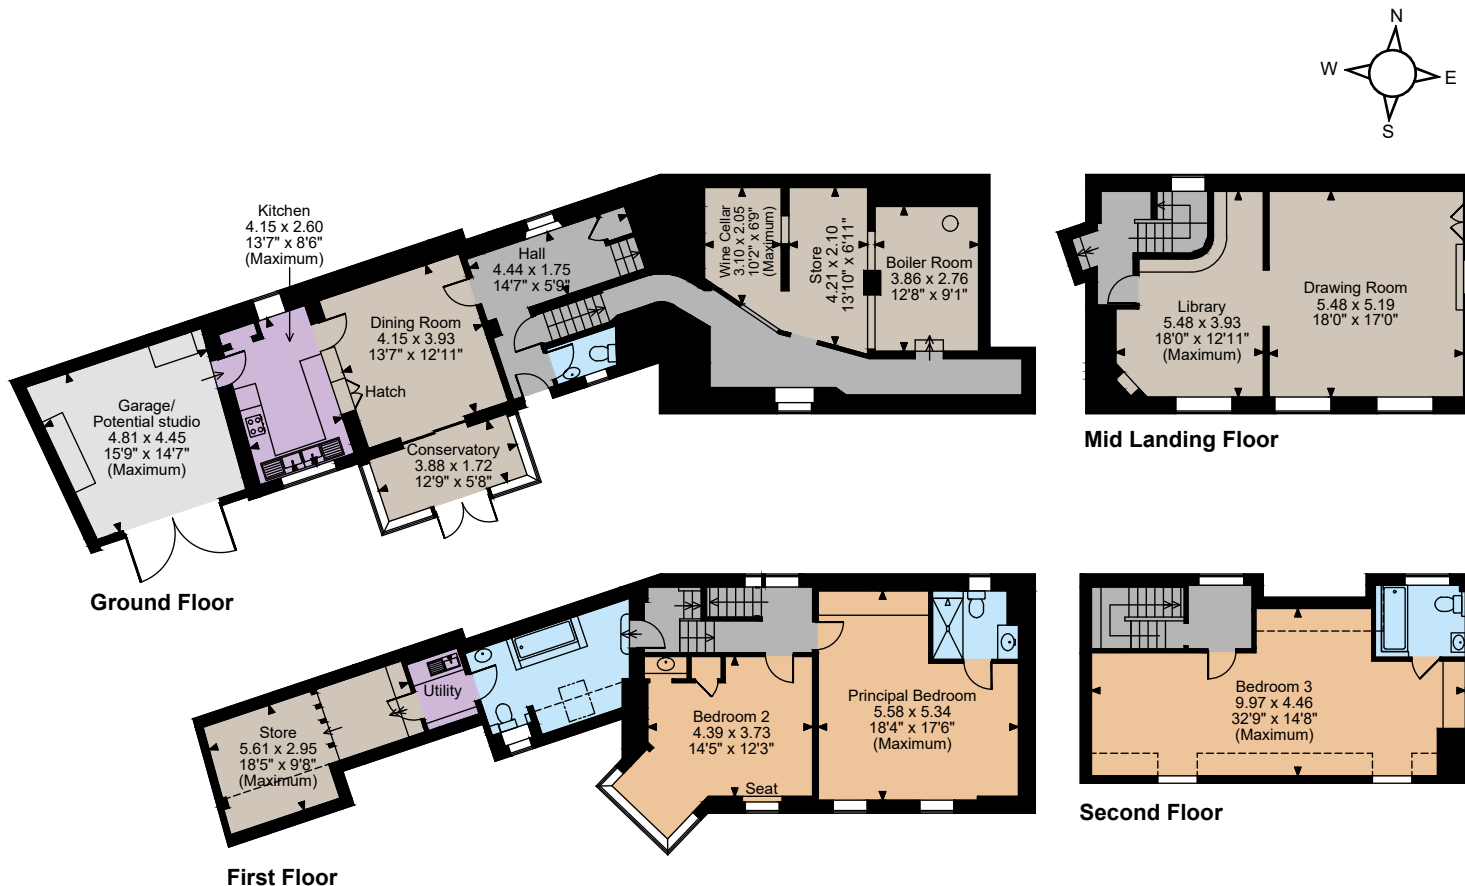 N
W
E
S
Kitchen
4.15 x 2.60
13'7" x 8'6"
(Maximum)
Hall
4.44 x 1.75
14'7" x 5'9"
Wine Cellar
3.10 x 2.05
10'2" x 6'9"
(Maximum)
Store
4.21 x 2.10
13'10" x 6'11"
Boiler Room
3.86 x 2.76
12'8" x 9'1"
Dining Room
4.15 x 3.93
13'7" x 12'11"
Hatch
Garage/
Potential studio
4.81 x 4.45
15'9" x 14'7"
(Maximum)
Conservatory
3.88 x 1.72
12'9" x 5'8"
Ground Floor
Library
5.48 x 3.93
18'0" x 12'11"
(Maximum)
Drawing Room
5.48 x 5.19
18'0" x 17'0"
Mid Landing Floor
Utility
Store
5.61 x 2.95
18'5" x 9'8"
(Maximum)
Bedroom 2
4.39 x 3.73
14'5" x 12'3"
Seat
Principal Bedroom
5.58 x 5.34
18'4" x 17'6"
(Maximum)
First Floor
Bedroom 3
9.97 x 4.46
32'9" x 14'8"
(Maximum)
Second Floor